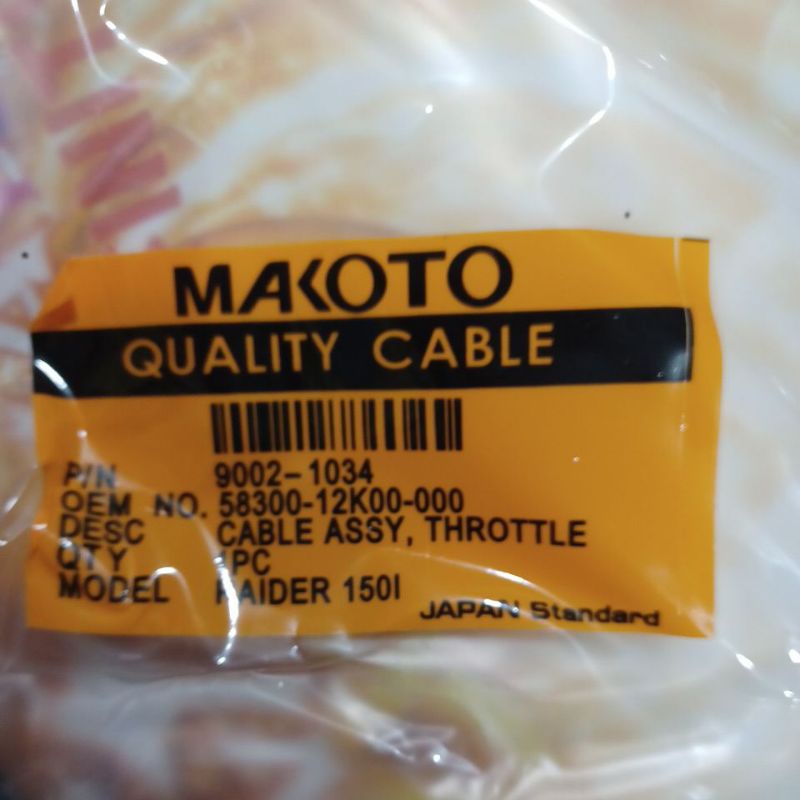 MAKOTO
QUALITY CABLE
P/N 9002-1034
OEM NO. 58300-12K00-000
DESC CABLE ASSY, THROTTLE
QTY 1PC
MODEL RAIDER 150I
JAPAN Standard